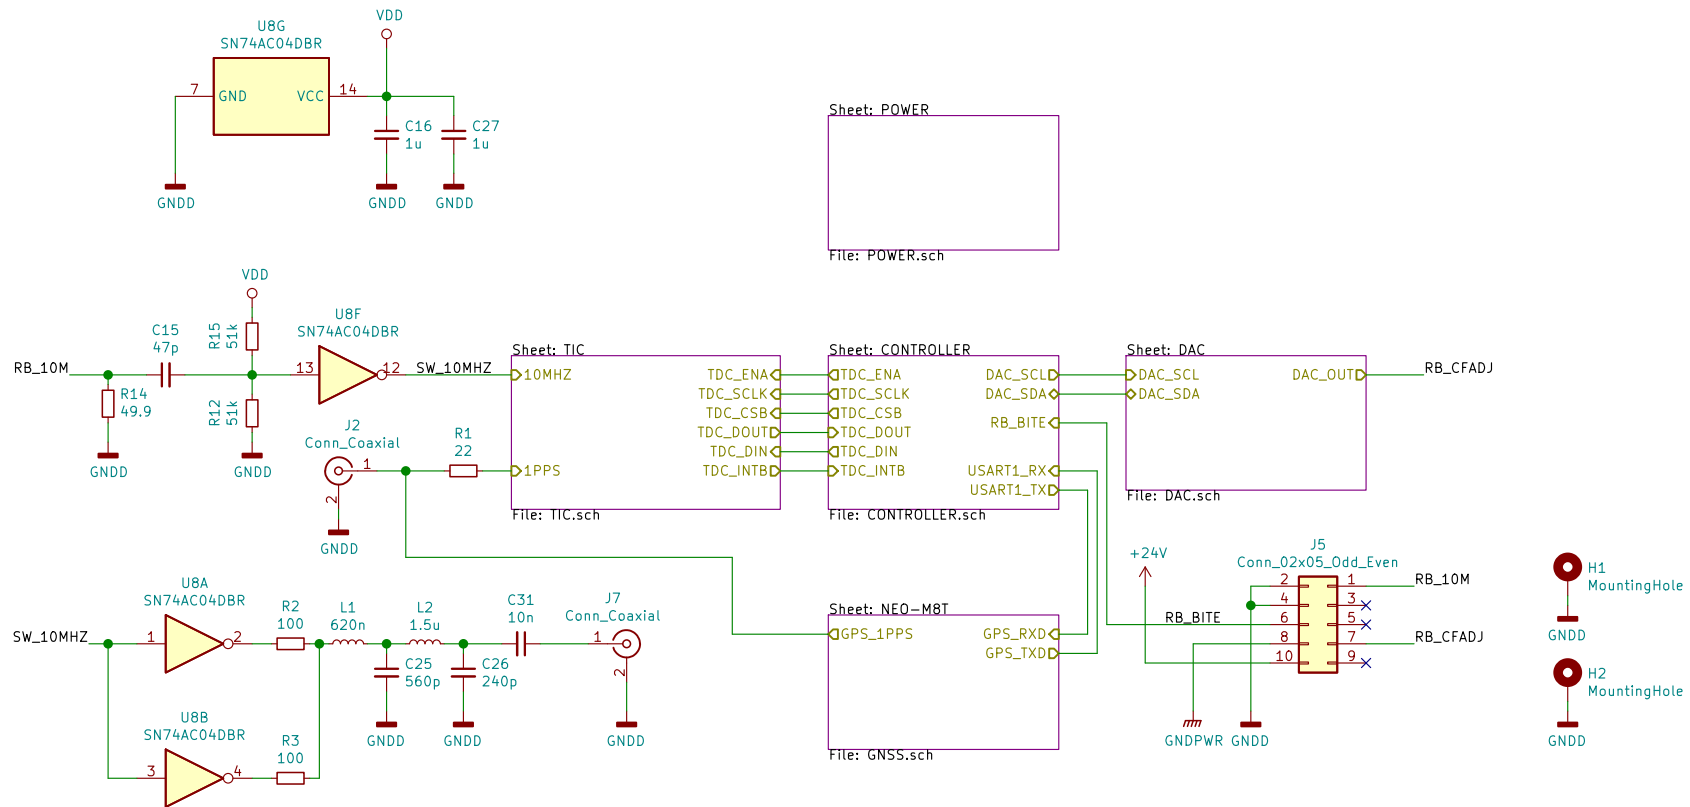 U8G
SN74AC04DBR
VDD
7
GND
VCC
14
C16
1u
C27
1u
GNDD
GNDD
GNDD
Sheet: POWER
File: POWER.sch
VDD
R15
51k
U8F
SN74AC04DBR
C15
47p
RB_10M
13
12
SW_10MHZ
R14
49.9
R12
51k
GNDD
GNDD
J2
Conn_Coaxial
1
2
GNDD
R1
22
Sheet: TIC
10MHZ
1PPS
TDC_ENA
TDC_SCLK
TDC_CSB
TDC_DOUT
TDC_DIN
TDC_INTB
File: TIC.sch
Sheet: CONTROLLER
TDC_ENA
TDC_SCLK
TDC_CSB
TDC_DOUT
TDC_DIN
TDC_INTB
DAC_SCL
DAC_SDA
RB_BITE
USART1_RX
USART1_TX
File: CONTROLLER.sch
Sheet: DAC
DAC_SCL
DAC_SDA
DAC_OUT
RB_CFADJ
File: DAC.sch
U8A
SN74AC04DBR
SW_10MHZ
1
2
R2
100
L1
620n
L2
1.5u
C31
10n
J7
Conn_Coaxial
1
2
C25
560p
C26
240p
GNDD
GNDD
GNDD
U8B
SN74AC04DBR
3
4
R3
100
Sheet: NEO-M8T
GPS_1PPS
GPS_RXD
GPS_TXD
File: GNSS.sch
+24V
J5
Conn_02x05_Odd_Even
2
1
RB_10M
4
3
RB_BITE
6
5
8
7
RB_CFADJ
10
9
GNDPWR
GNDD
H1
MountingHole
GNDD
H2
MountingHole
GNDD